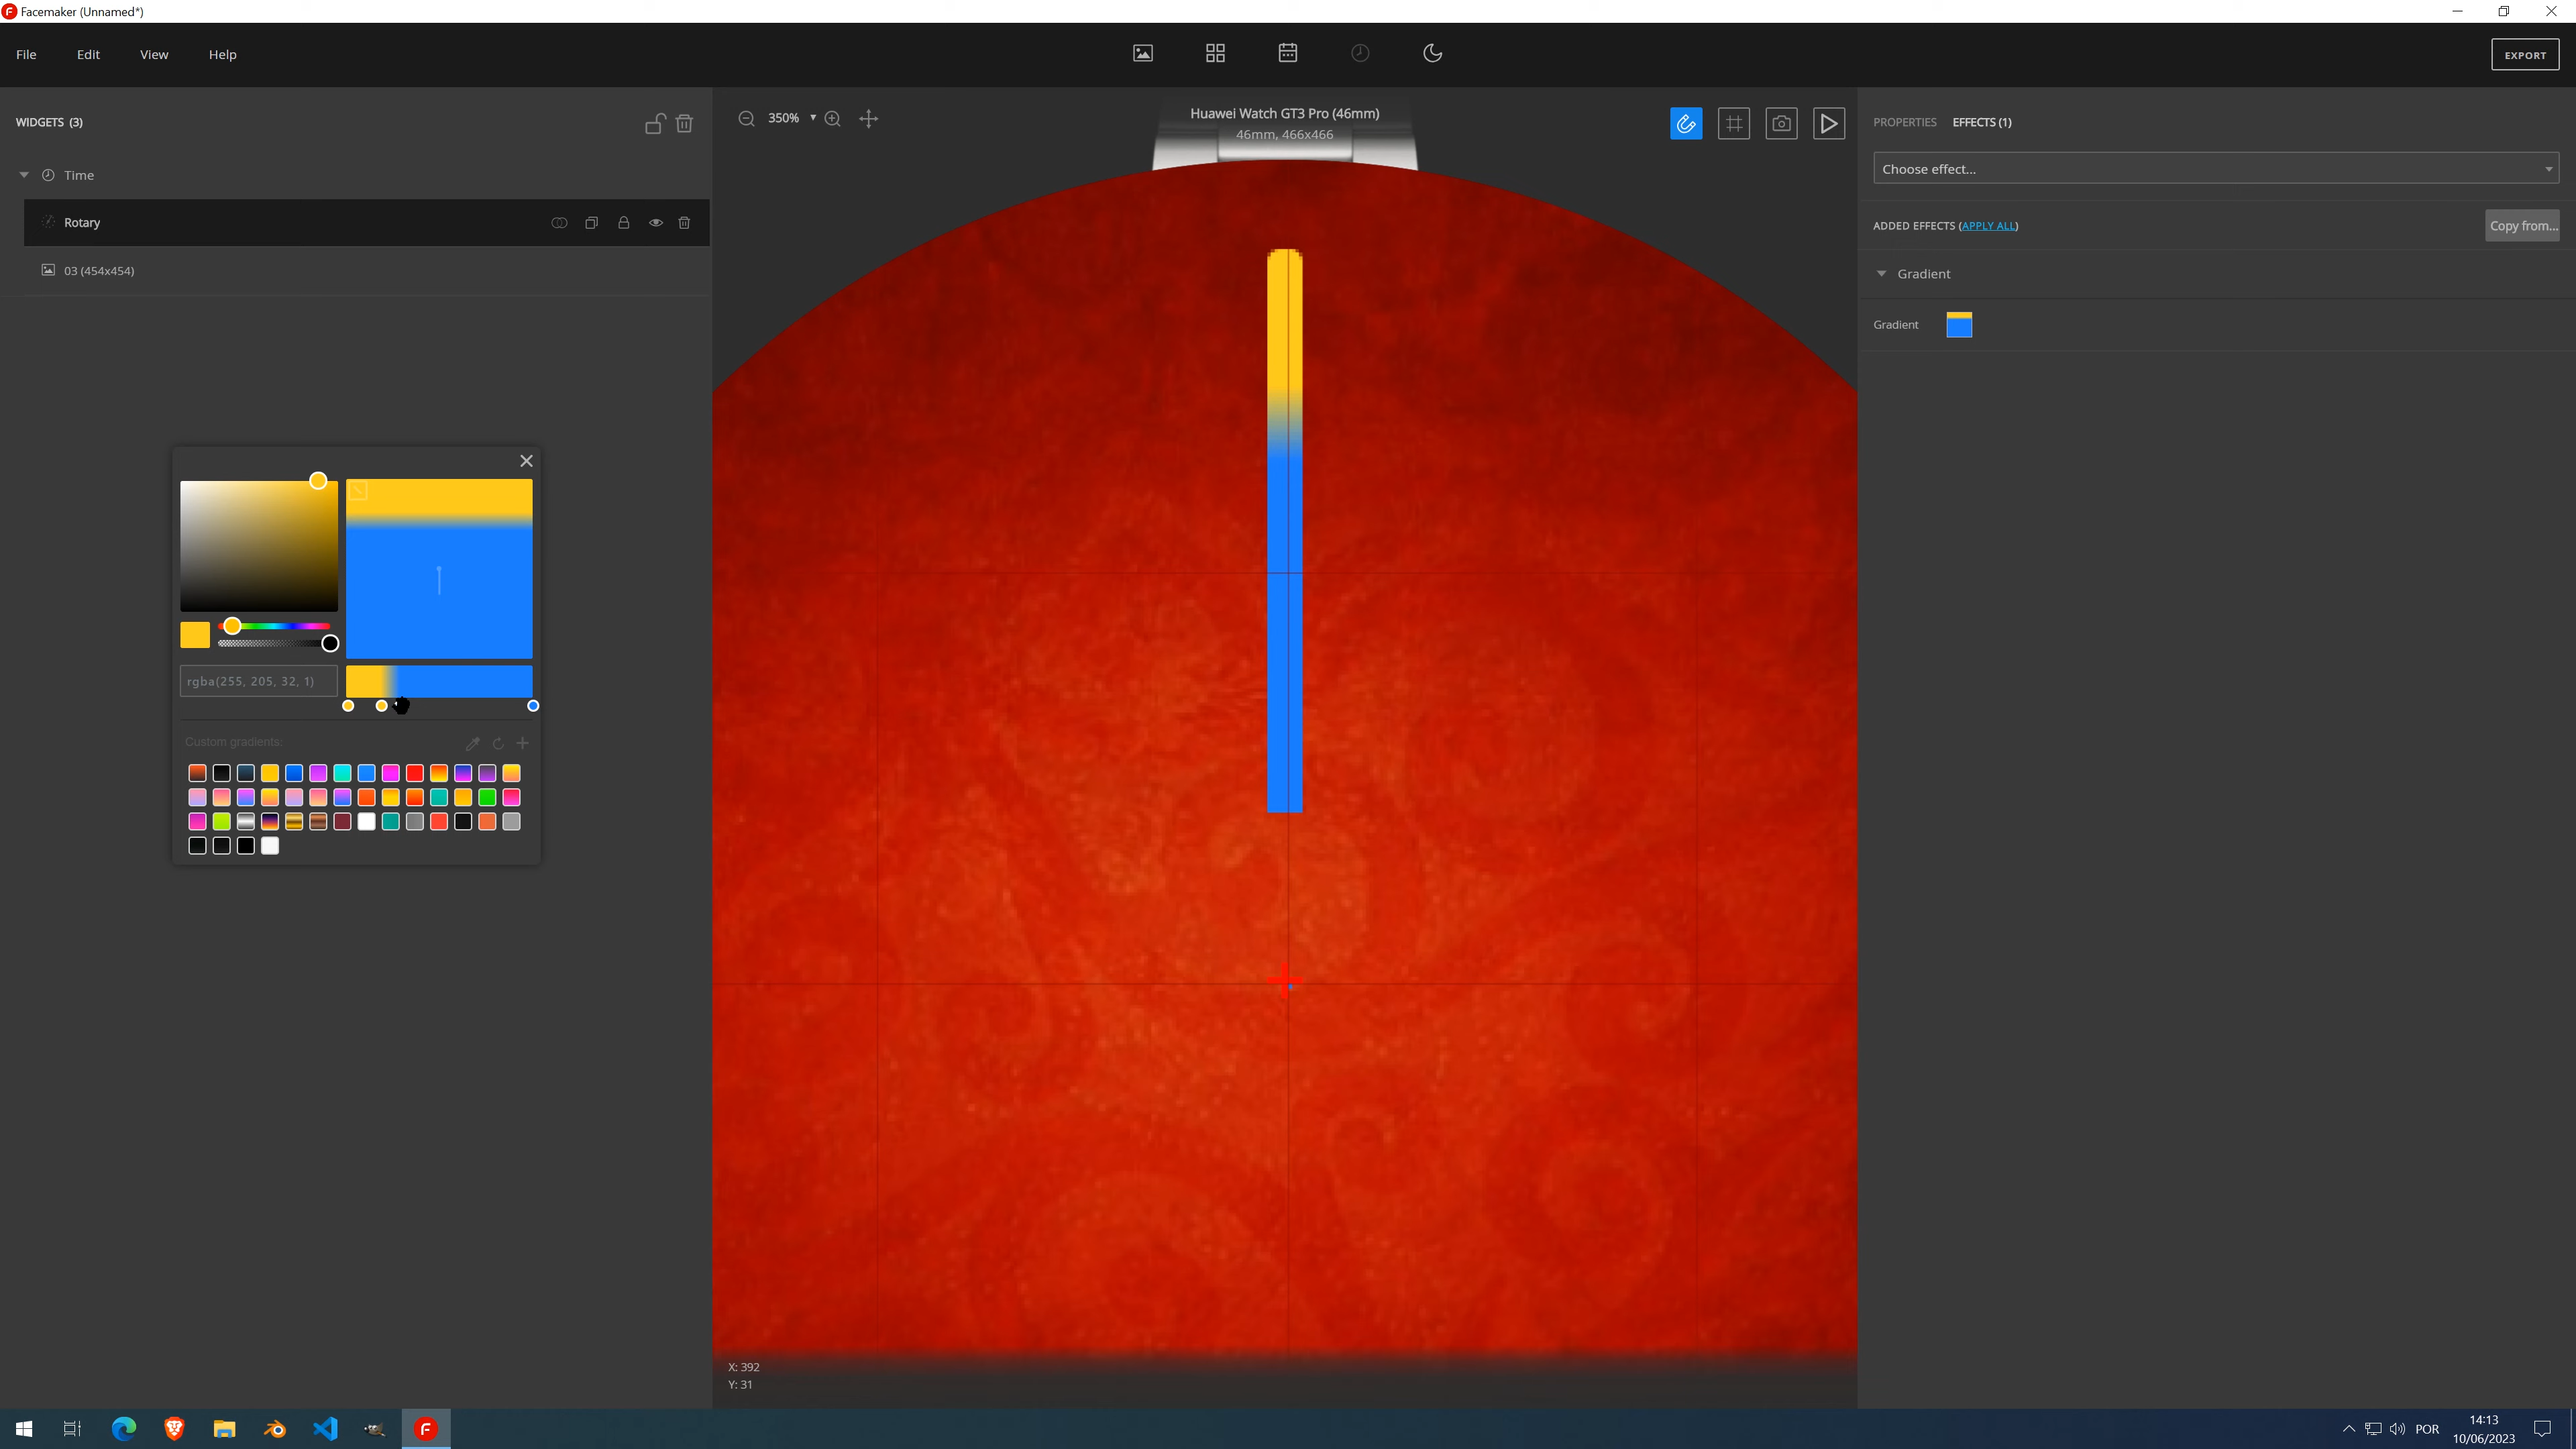 Facemaker (Unnamed*)
File Edit View Help
EXPORT
WIDGETS (3)
Time
Rotary
03 (454x454)
350%
Huawei Watch GT3 Pro (46mm)
46mm, 466x466
PROPERTIES EFFECTS (1)
Choose effect...
ADDED EFFECTS (APPLY ALL)
Copy from...
Gradient
Gradient
rgba(255, 205, 32, 1)
Custom gradients:
X: 392
Y: 31
POR
14:13
10/06/2023